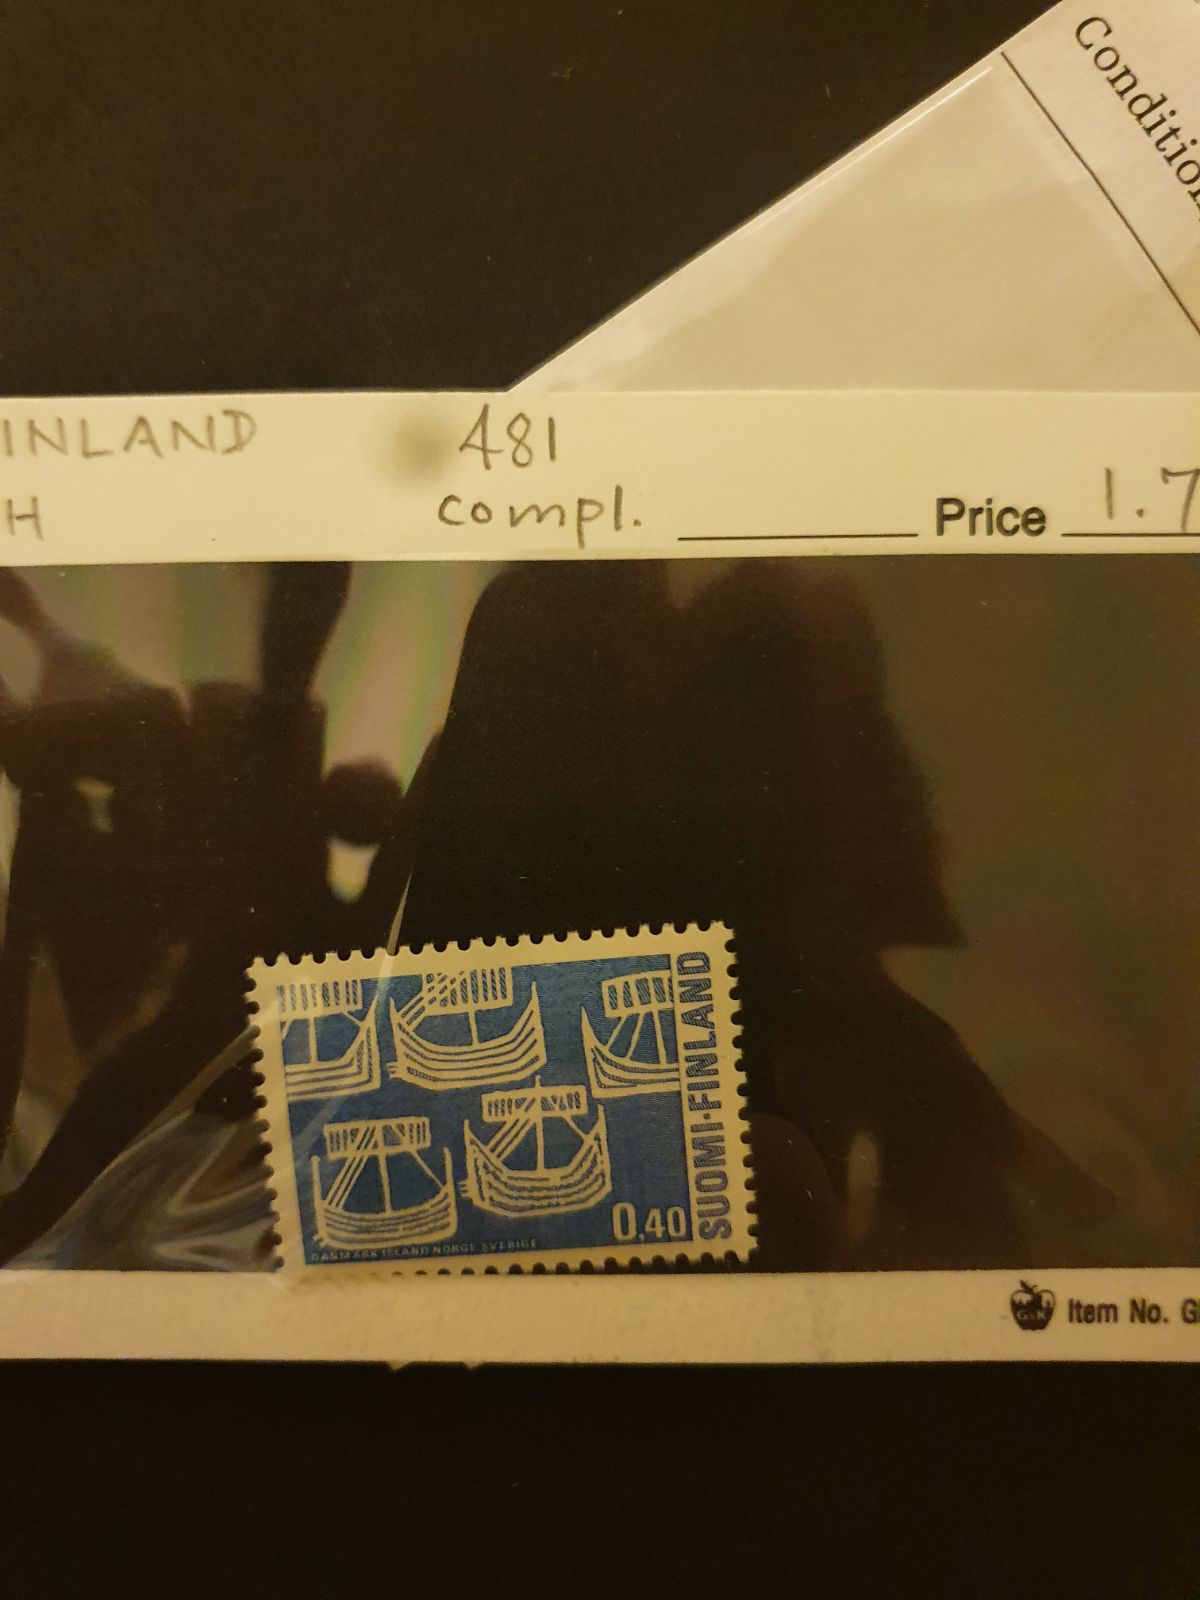 Condition
INLAND 481
H compl. Price 1.7
SUOMI-FINLAND
0,40
DANMARK ISLAND NORGE SVERIGE
Item No. G